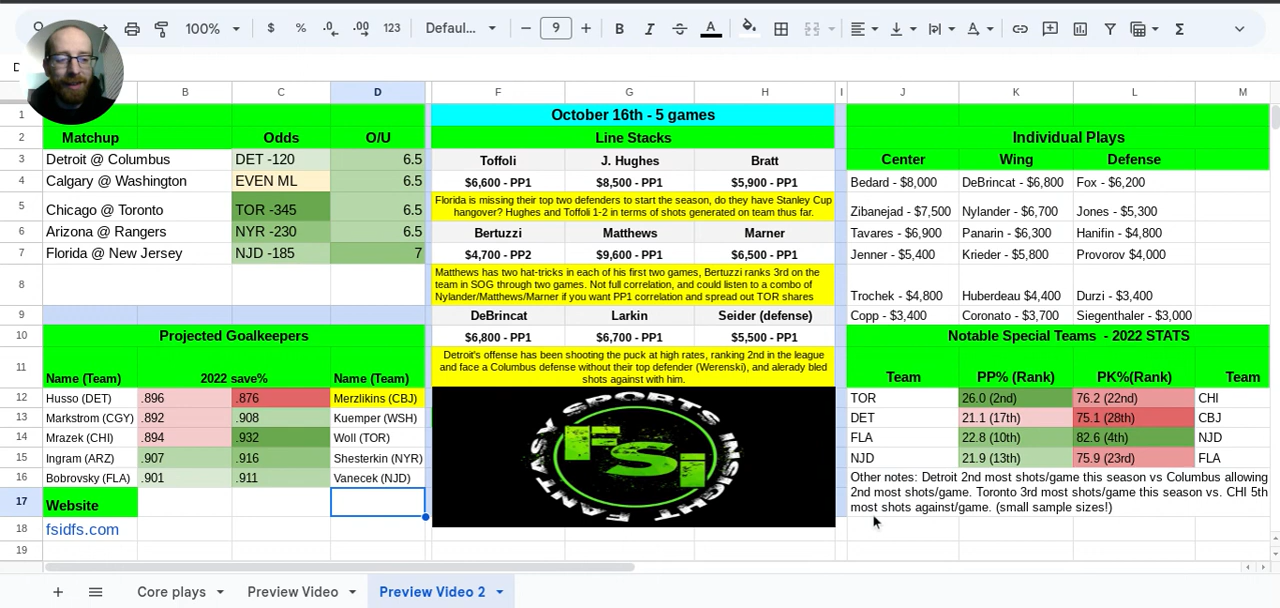 100%
$
%
.0
.00
123
Defaul...
9
B
I
A
Σ
B
C
D
F
G
H
I
J
K
L
M
1
October 16th - 5 games
2
Matchup
Odds
O/U
Line Stacks
Individual Plays
3
Detroit @ Columbus
DET -120
6.5
Toffoli
J. Hughes
Bratt
Center
Wing
Defense
4
Calgary @ Washington
EVEN ML
6.5
$6,600 - PP1
$8,500 - PP1
$5,900 - PP1
Bedard - $8,000
DeBrincat - $6,800
Fox - $6,200
5
Chicago @ Toronto
TOR -345
6.5
Florida is missing their top two defenders to start the season, do they have Stanley Cup
hangover? Hughes and Toffoli 1-2 in terms of shots generated on team thus far.
Zibanejad - $7,500
Nylander - $6,700
Jones - $5,300
6
Arizona @ Rangers
NYR -230
6.5
Bertuzzi
Matthews
Marner
Tavares - $6,900
Panarin - $6,300
Hanifin - $4,800
7
Florida @ New Jersey
NJD -185
7
$4,700 - PP2
$9,600 - PP1
$6,500 - PP1
Jenner - $5,400
Krieder - $5,800
Provorov $4,000
8
Matthews has two hat-tricks in each of his first two games, Bertuzzi ranks 3rd on the
team in SOG through two games. Not full correlation, and could listen to a combo of
Nylander/Matthews/Marner if you want PP1 correlation and spread out TOR shares
Trochek - $4,800
Huberdeau $4,400
Durzi - $3,400
9
DeBrincat
Larkin
Seider (defense)
Copp - $3,400
Coronato - $3,700
Siegenthaler - $3,000
10
Projected Goalkeepers
$6,800 - PP1
$6,700 - PP1
$5,500 - PP1
Notable Special Teams - 2022 STATS
11
Name (Team)
2022 save%
Name (Team)
Detroit's offense has been shooting the puck at high rates, ranking 2nd in the league
and face a Columbus defense without their top defender (Werenski), and alerady bled
shots against with him.
Team
PP% (Rank)
PK%(Rank)
Team
12
Husso (DET)
.896
.876
Merzlikins (CBJ)
TOR
26.0 (2nd)
76.2 (22nd)
CHI
13
Markstrom (CGY)
.892
.908
Kuemper (WSH)
DET
21.1 (17th)
75.1 (28th)
CBJ
14
Mrazek (CHI)
.894
.932
Woll (TOR)
FLA
22.8 (10th)
82.6 (4th)
NJD
15
Ingram (ARZ)
.907
.916
Shesterkin (NYR)
NJD
21.9 (13th)
75.9 (23rd)
FLA
16
Bobrovsky (FLA)
.901
.911
Vanecek (NJD)
Other notes: Detroit 2nd most shots/game this season vs Columbus allowing
2nd most shots/game. Toronto 3rd most shots/game this season vs. CHI 5th
most shots against/game. (small sample sizes!)
FANTASY SPORTS INSIGHT
FSi
17
Website
18
fsidfs.com
19
Core plays
Preview Video
Preview Video 2